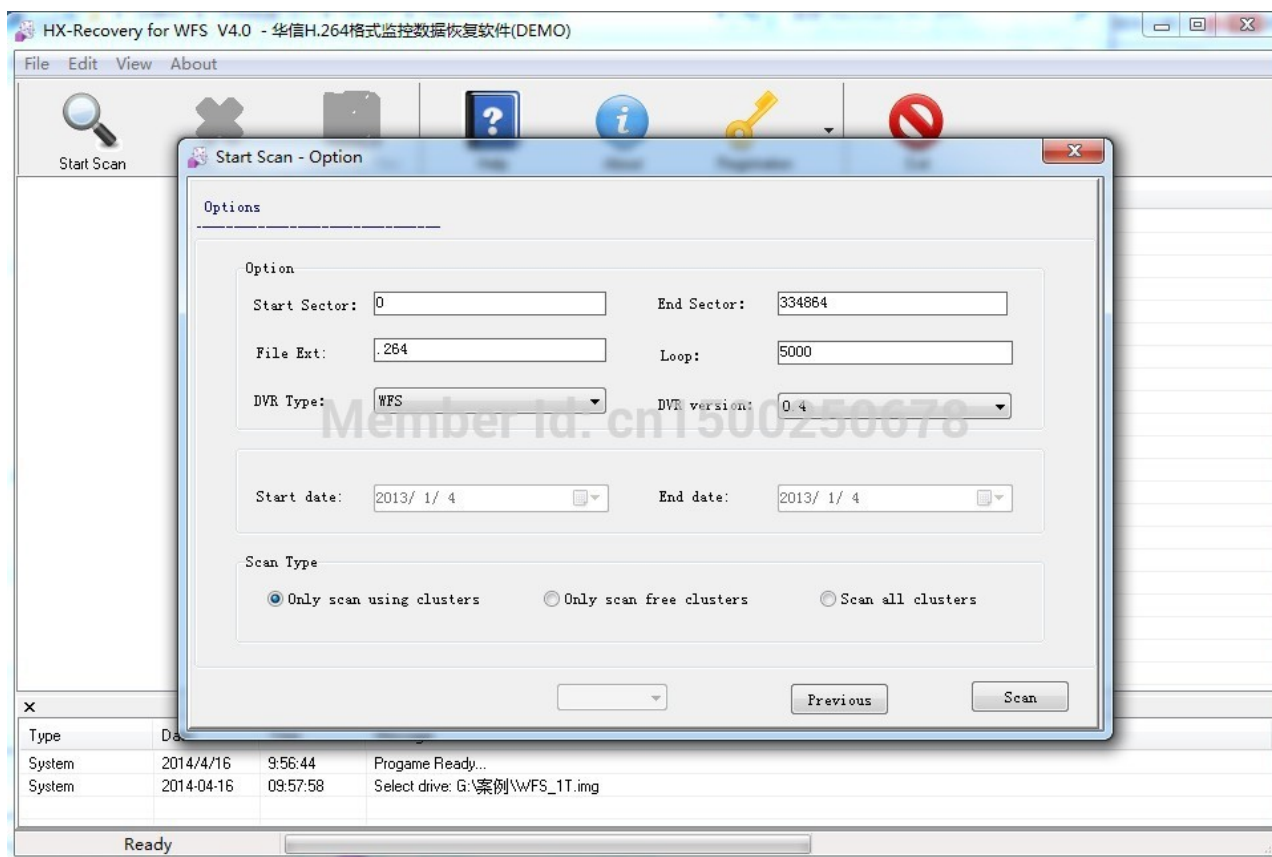 HX-Recovery for WFS V4.0 - 华信H.264格式监控数据恢复软件(DEMO)
File Edit View About
Start Scan
Start Scan - Option
Options
Option
Start Sector: 0 End Sector: 334864
File Ext: .264 Loop: 5000
DVR Type: WFS DVR version: 0.4
Member Id: cn1500250678
Start date: 2013/ 1/ 4 End date: 2013/ 1/ 4
Scan Type
Only scan using clusters Only scan free clusters Scan all clusters
Previous Scan
Type
System 2014/4/16 9:56:44 Progame Ready...
System 2014-04-16 09:57:58 Select drive: G:\案例\WFS_1T.img
Ready